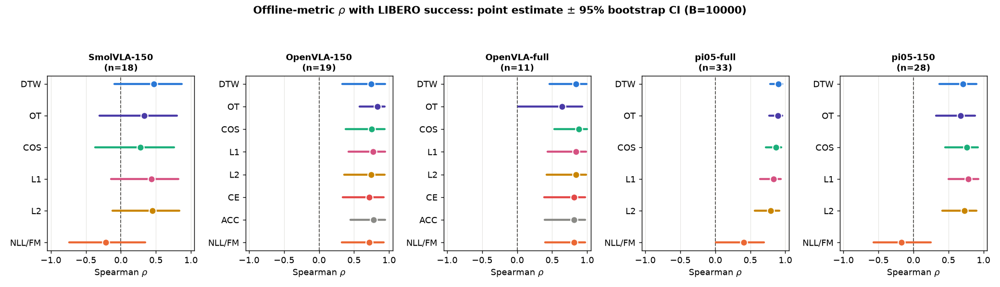 Offline-metric ρ with LIBERO success: point estimate ± 95% bootstrap CI (B=10000)
SmolVLA-150
(n=18)
DTW
OT
COS
L1
L2
NLL/FM
−1.0 −0.5 0.0 0.5 1.0
Spearman ρ
OpenVLA-150
(n=19)
DTW
OT
COS
L1
L2
CE
ACC
NLL/FM
−1.0 −0.5 0.0 0.5 1.0
Spearman ρ
OpenVLA-full
(n=11)
DTW
OT
COS
L1
L2
CE
ACC
NLL/FM
−1.0 −0.5 0.0 0.5 1.0
Spearman ρ
pi05-full
(n=33)
DTW
OT
COS
L1
L2
NLL/FM
−1.0 −0.5 0.0 0.5 1.0
Spearman ρ
pi05-150
(n=28)
DTW
OT
COS
L1
L2
NLL/FM
−1.0 −0.5 0.0 0.5 1.0
Spearman ρ